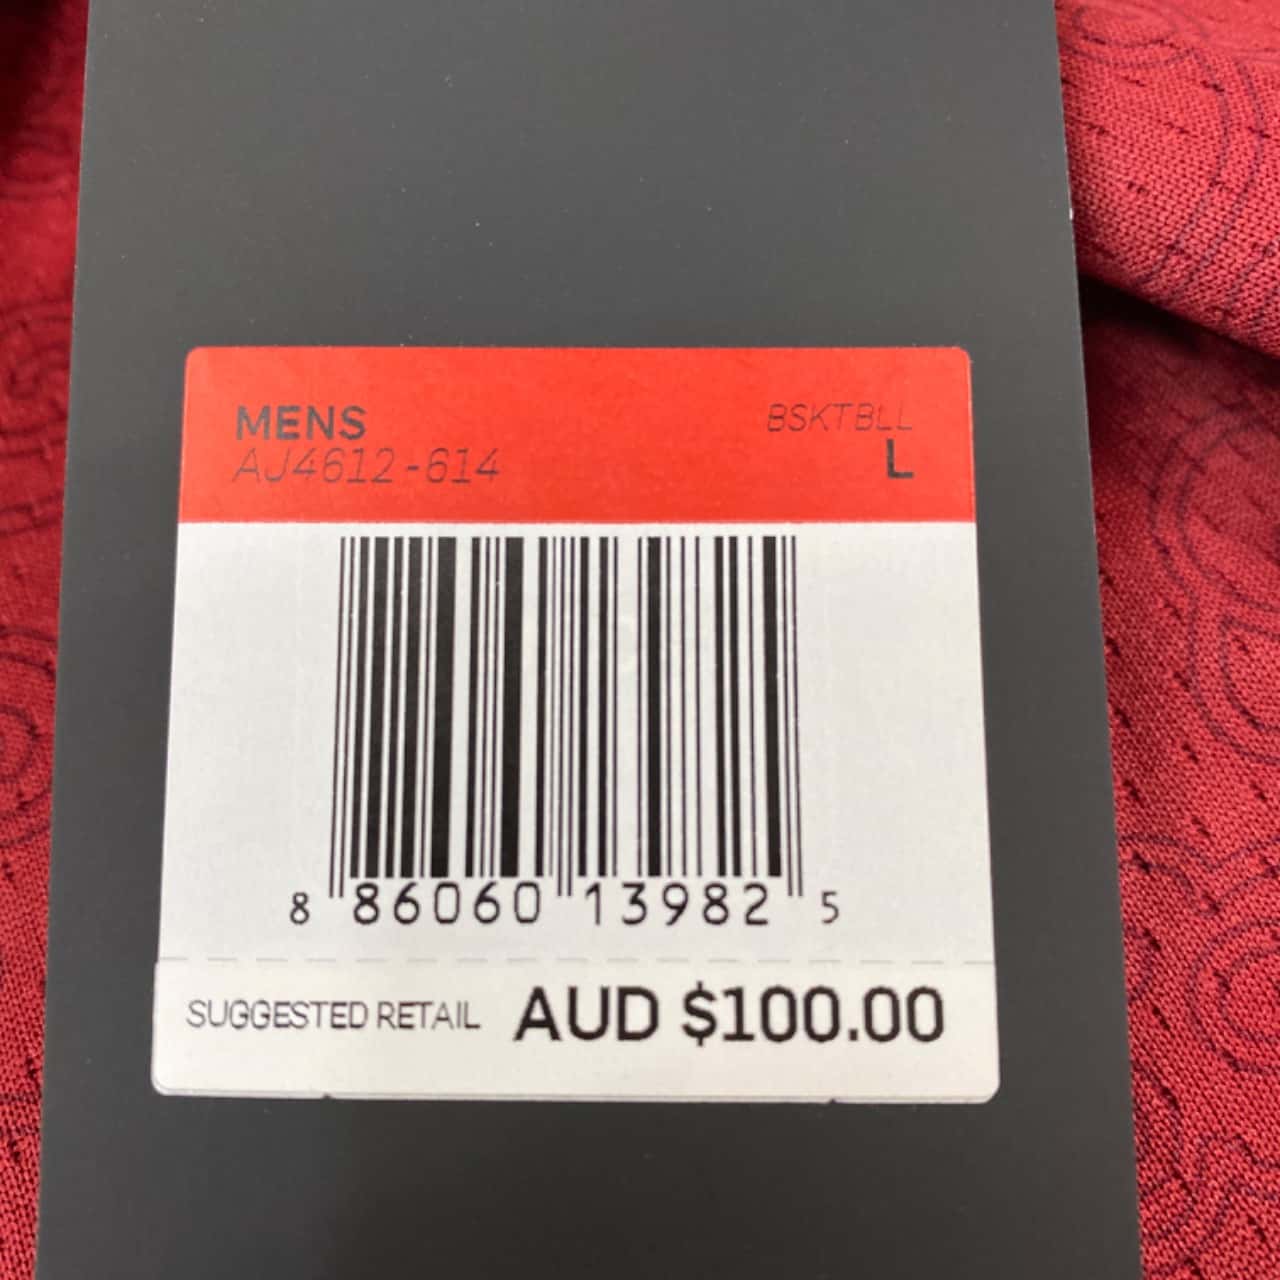 MENS BSKTBLL
AJ4612-614 L
8 86060 13982 5
SUGGESTED RETAIL AUD $100.00